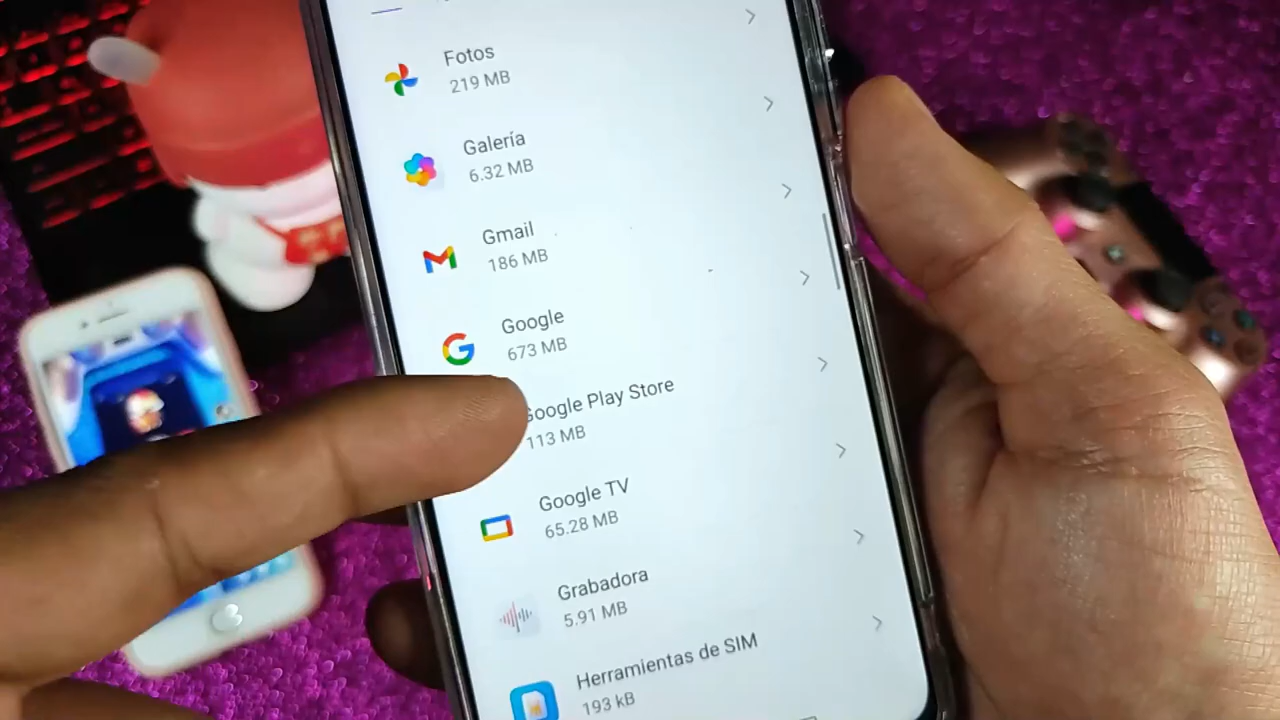 Fotos
219 MB
Galería
6.32 MB
Gmail
186 MB
Google
673 MB
Google Play Store
113 MB
Google TV
65.28 MB
Grabadora
5.91 MB
Herramientas de SIM
193 kB